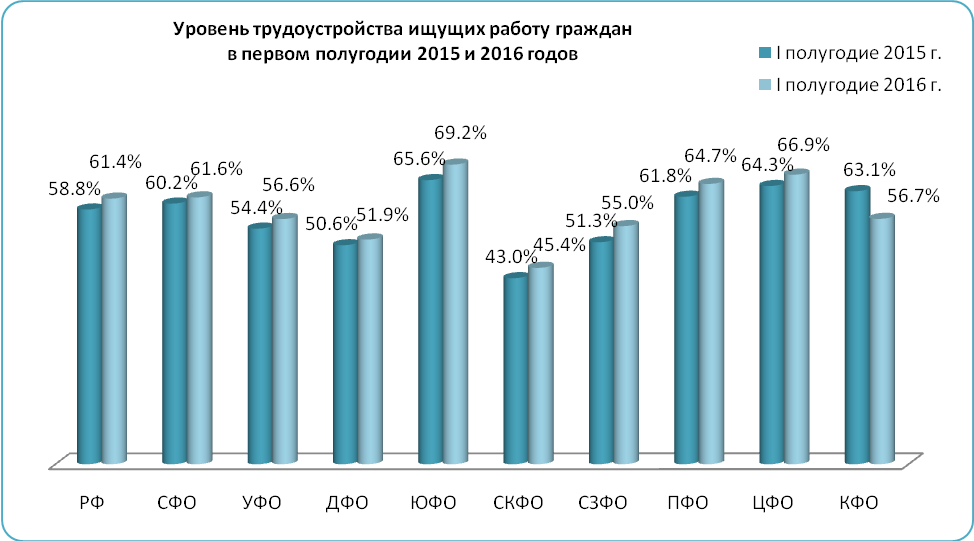 Уровень трудоустройства ищущих работу граждан
в первом полугодии 2015 и 2016 годов
I полугодие 2015 г.
I полугодие 2016 г.
58.8% 61.4% 60.2% 61.6% 54.4% 56.6% 50.6% 51.9% 65.6% 69.2% 43.0% 45.4% 51.3% 55.0% 61.8% 64.7% 64.3% 66.9% 63.1% 56.7%
РФ СФО УФО ДФО ЮФО СКФО СЗФО ПФО ЦФО КФО